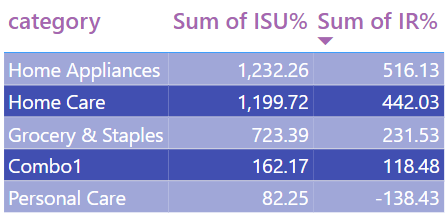 category Sum of ISU% Sum of IR%
Home Appliances 1,232.26 516.13
Home Care 1,199.72 442.03
Grocery & Staples 723.39 231.53
Combo1 162.17 118.48
Personal Care 82.25 -138.43